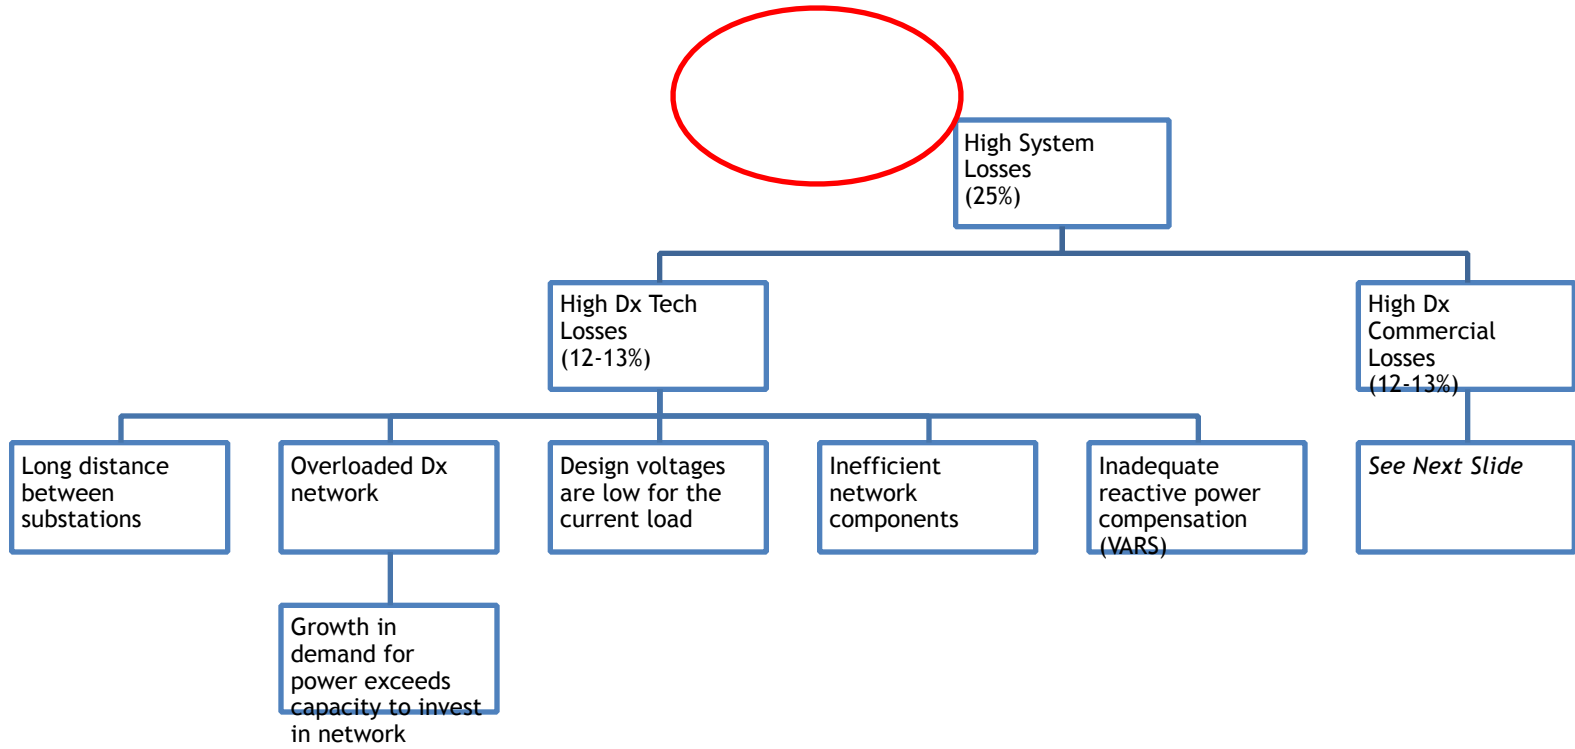 High System
Losses
(25%)
High Dx Tech
Losses
(12-13%)
High Dx
Commercial
Losses
(12-13%)
Long distance
between
substations
Overloaded Dx
network
Design voltages
are low for the
current load
Inefficient
network
components
Inadequate
reactive power
compensation
(VARS)
See Next Slide
Growth in
demand for
power exceeds
capacity to invest
in network